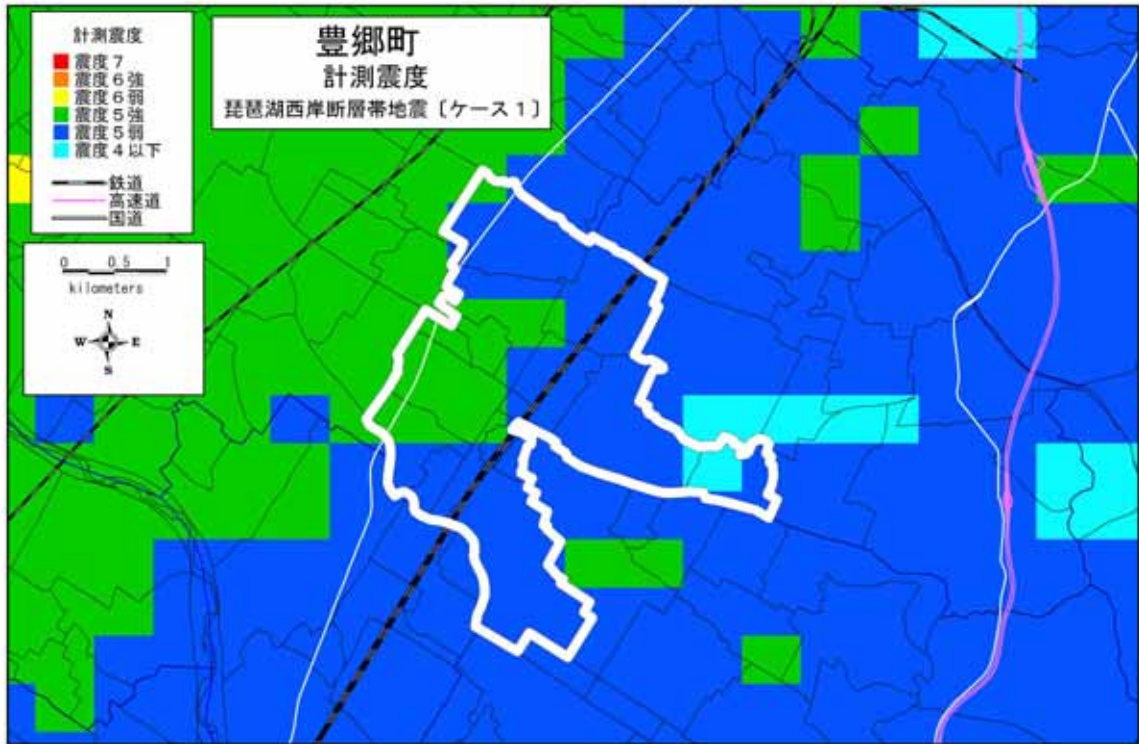 計測震度
震度７
震度６強
震度６弱
震度５強
震度５弱
震度４以下
鉄道
高速道
国道
豊郷町
計測震度
琵琶湖西岸断層帯地震〔ケース１〕
0 0.5 1
kilometers
N
W E
S